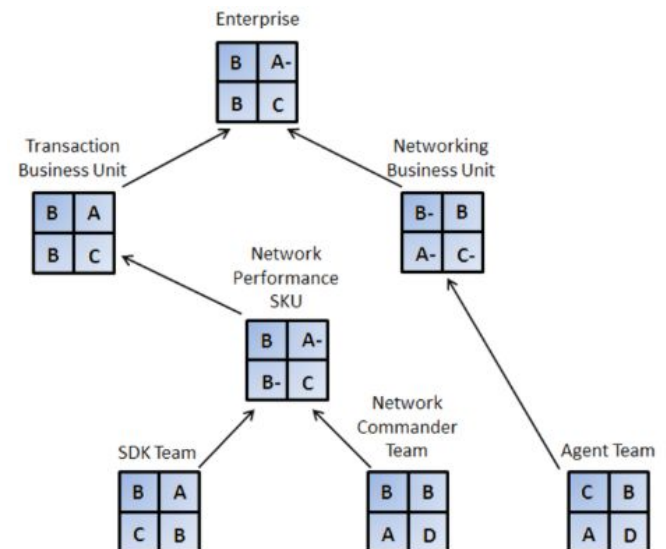 Enterprise
B A-
B C
Transaction
Business Unit
B A
B C
Networking
Business Unit
B- B
A- C-
Network
Performance
SKU
B A-
B- C
SDK Team
B A
C B
Network
Commander
Team
B B
A D
Agent Team
C B
A D